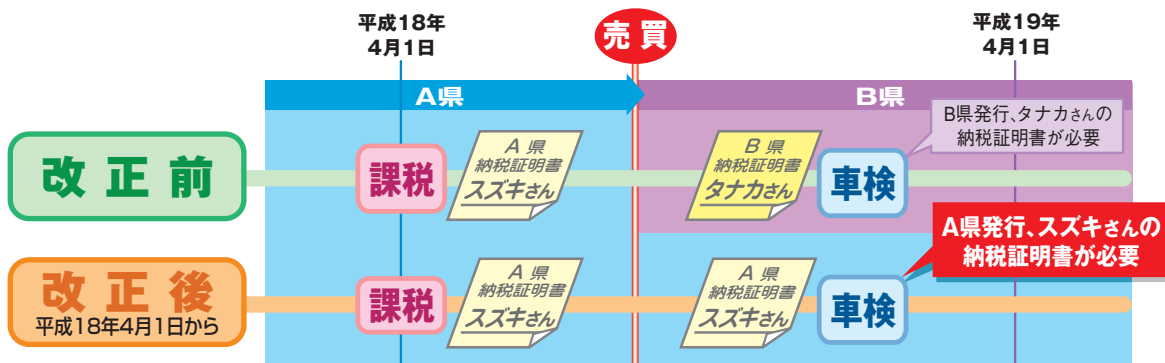 平成18年
4月1日
売買
平成19年
4月1日
A県
B県
改正前
課税
A 県
納税証明書
スズキさん
B 県
納税証明書
タナカさん
車検
B県発行、タナカさんの
納税証明書が必要
改正後
平成18年4月1日から
課税
A 県
納税証明書
スズキさん
A 県
納税証明書
スズキさん
車検
A県発行、スズキさんの
納税証明書が必要